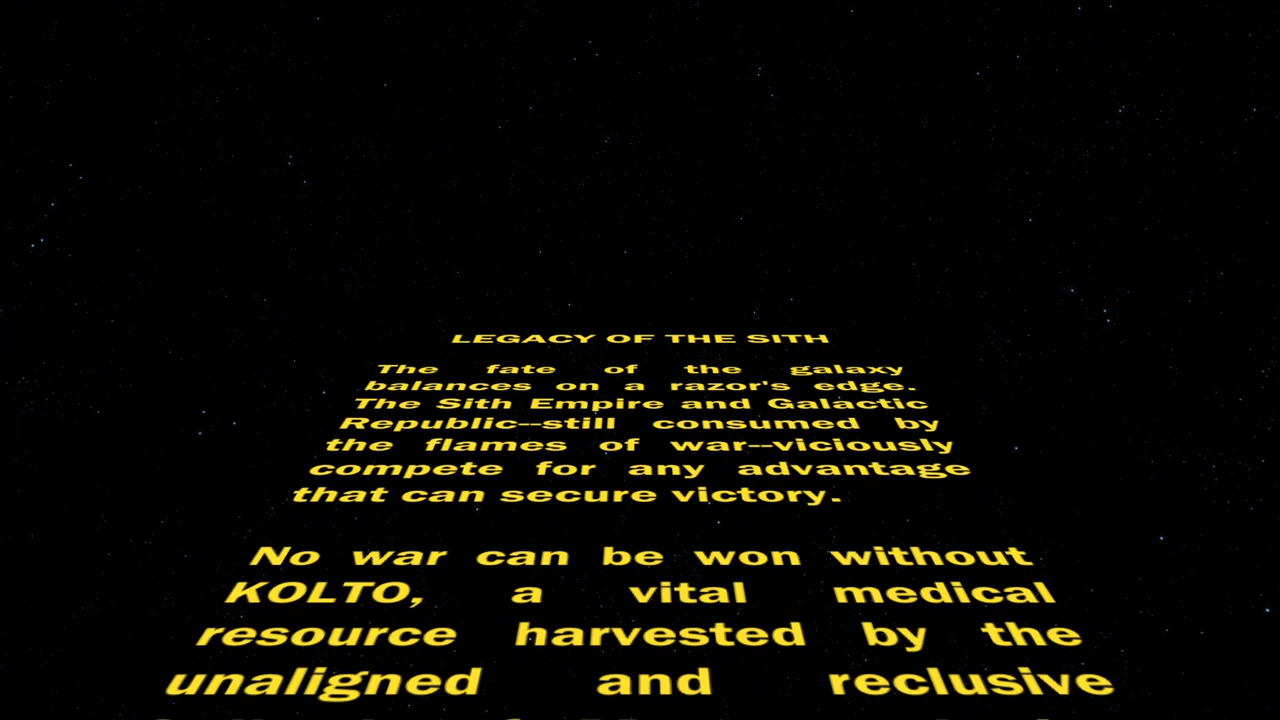 LEGACY OF THE SITH
The fate of the galaxy
balances on a razor's edge.
The Sith Empire and Galactic
Republic--still consumed by
the flames of war--viciously
compete for any advantage
that can secure victory.
No war can be won without
KOLTO, a vital medical
resource harvested by the
unaligned and reclusive